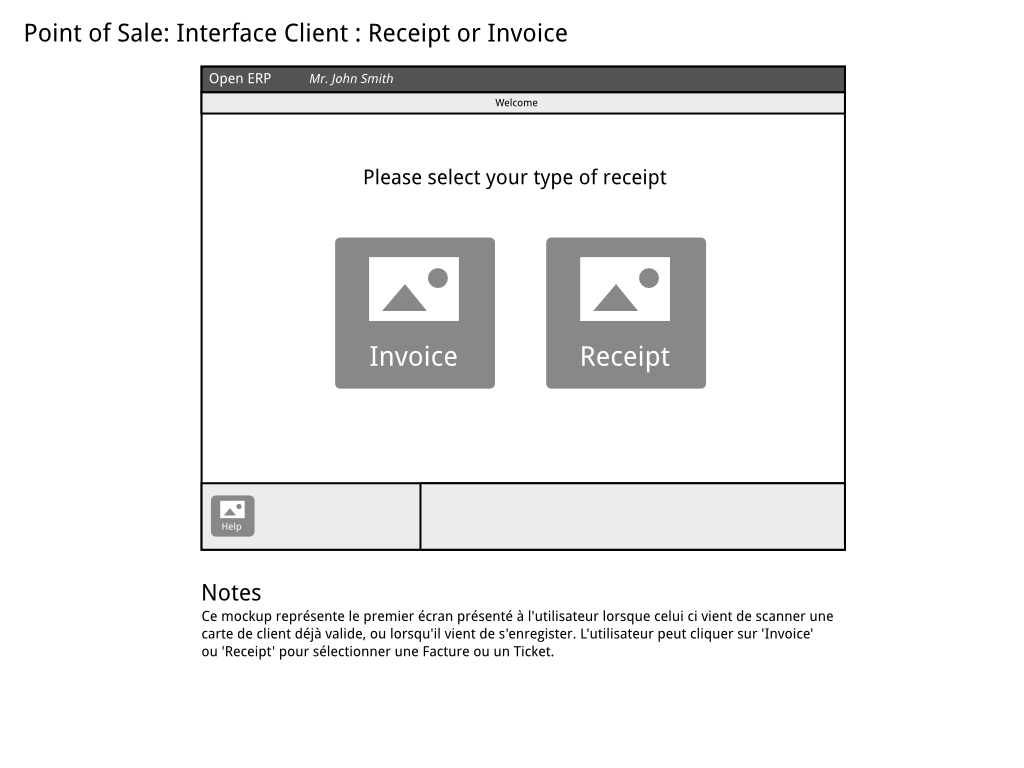 Point of Sale: Interface Client : Receipt or Invoice
Open ERP Mr. John Smith
Welcome
Please select your type of receipt
Invoice Receipt
Help
Notes
Ce mockup représente le premier écran présenté à l'utilisateur lorsque celui ci vient de scanner une
carte de client déjà valide, ou lorsqu'il vient de s'enregister. L'utilisateur peut cliquer sur 'Invoice'
ou 'Receipt' pour sélectionner une Facture ou un Ticket.